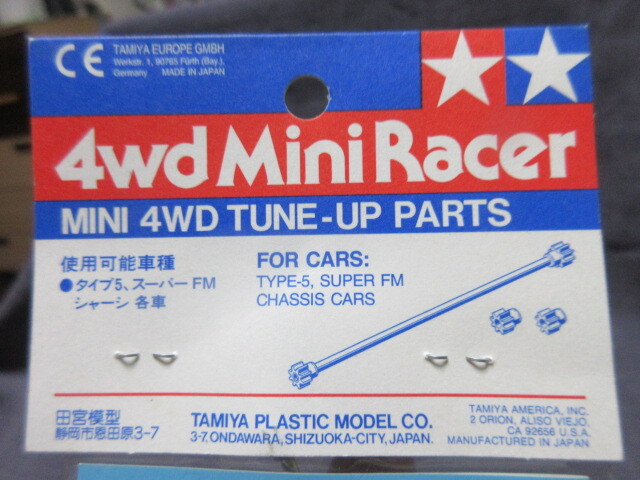 CE TAMIYA EUROPE GMBH
Werkstr. 1, 90765 Fürth (Bay.),
Germany MADE IN JAPAN
4wd Mini Racer
MINI 4WD TUNE-UP PARTS
使用可能車種
●タイプ5、スーパーFM
シャーシ 各車
FOR CARS:
TYPE-5, SUPER FM
CHASSIS CARS
田宮模型
静岡市恩田原3-7
TAMIYA PLASTIC MODEL CO.
3-7, ONDAWARA, SHIZUOKA-CITY, JAPAN.
TAMIYA AMERICA, INC.
2 ORION, ALISO VIEJO,
CA 92656 U.S.A.
MANUFACTURED IN JAPAN